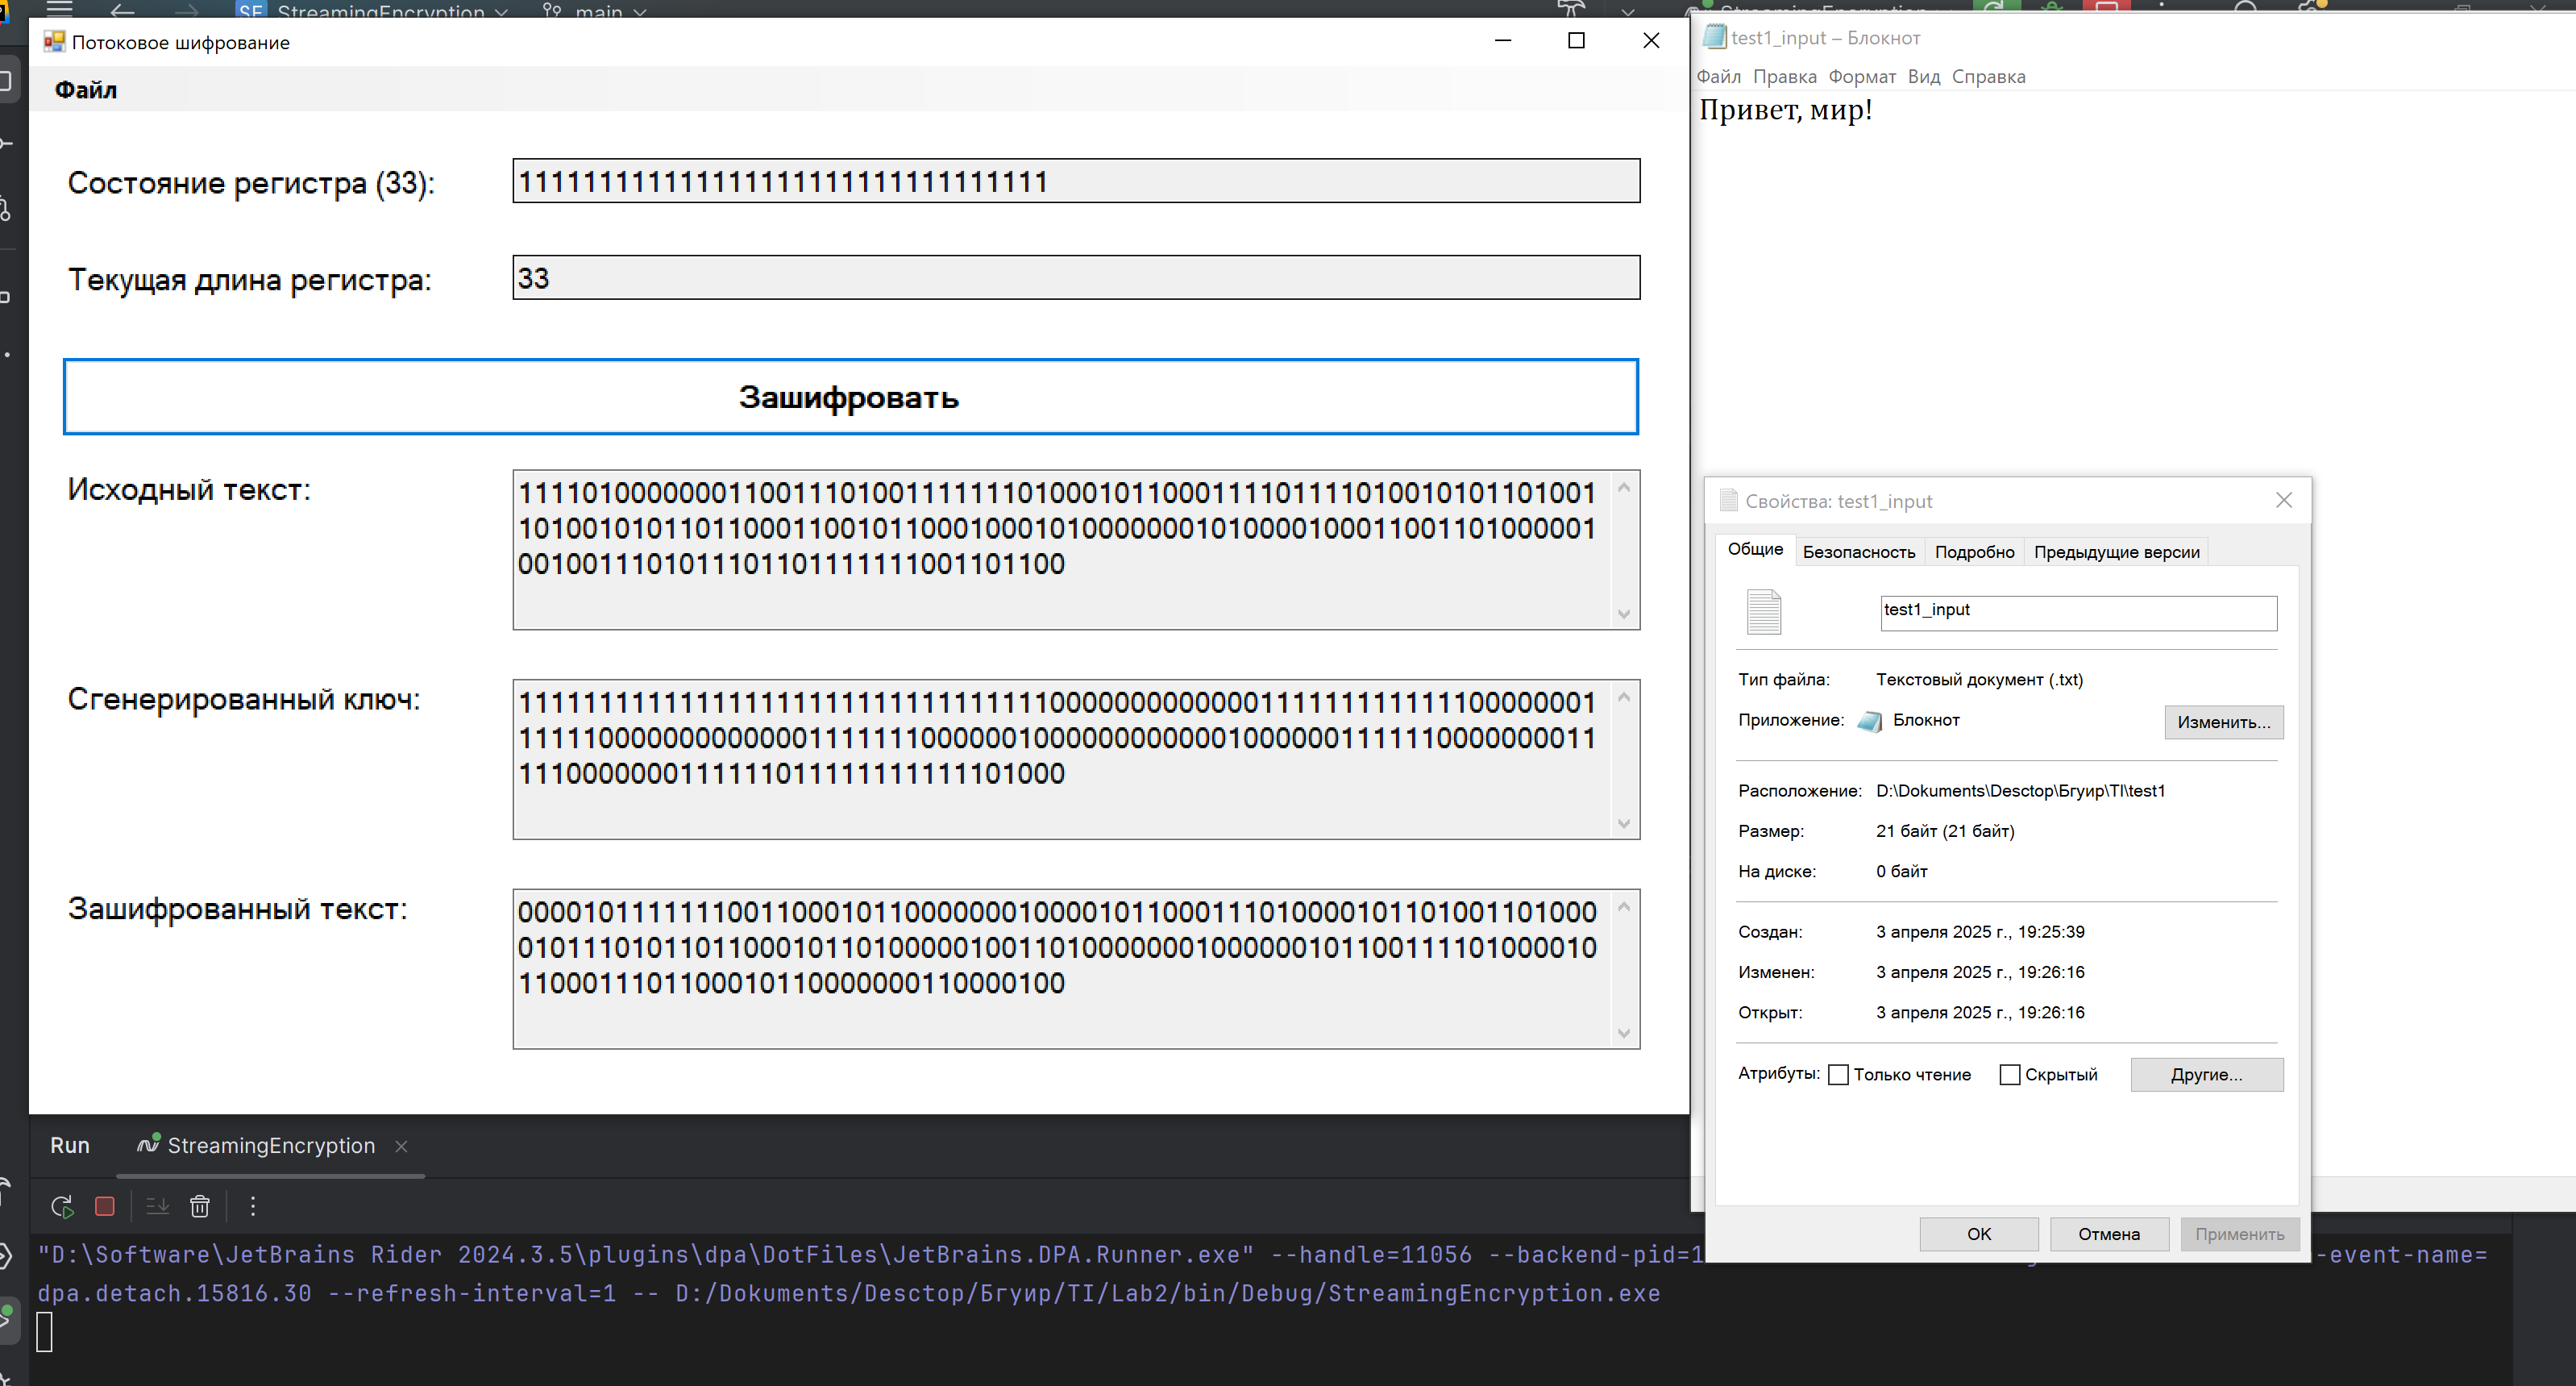 StreamingEncryption main
StreamingEncryption
Потоковое шифрование
Файл
Состояние регистра (33):
111111111111111111111111111111111
Текущая длина регистра:
33
Зашифровать
Исходный текст:
1111010000000110011101001111111010001011000111101111010010101101001
1010010101101100011001011000100010100000001010000100011001101000001
0010011101011101101111111001101100
Сгенерированный ключ:
1111111111111111111111111111111110000000000000111111111111100000001
1111100000000000001111111000000100000000000010000001111110000000011
1110000000111111011111111111101000
Зашифрованный текст:
0000101111111001100010110000000100001011000111010000101101001101000
0101110101101100010110100000100110100000001000000101100111101000010
1100011101100010110000000110000100
test1_input – Блокнот
Файл Правка Формат Вид Справка
Привет, мир!
Свойства: test1_input
Общие Безопасность Подробно Предыдущие версии
test1_input
Тип файла: Текстовый документ (.txt)
Приложение: Блокнот Изменить...
Расположение: D:\Dokuments\Desctop\Бгуир\TI\test1
Размер: 21 байт (21 байт)
На диске: 0 байт
Создан: 3 апреля 2025 г., 19:25:39
Изменен: 3 апреля 2025 г., 19:26:16
Открыт: 3 апреля 2025 г., 19:26:16
Атрибуты: Только чтение Скрытый Другие...
ОК Отмена Применить
Run StreamingEncryption
"D:\Software\JetBrains Rider 2024.3.5\plugins\dpa\DotFiles\JetBrains.DPA.Runner.exe" --handle=11056 --backend-pid=1 -event-name=
dpa.detach.15816.30 --refresh-interval=1 -- D:/Dokuments/Desctop/Бгуир/TI/Lab2/bin/Debug/StreamingEncryption.exe